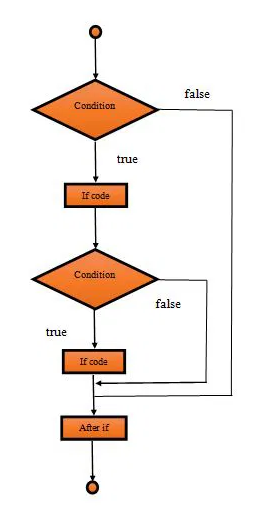 Condition
false
true
If code
Condition
false
true
If code
After if